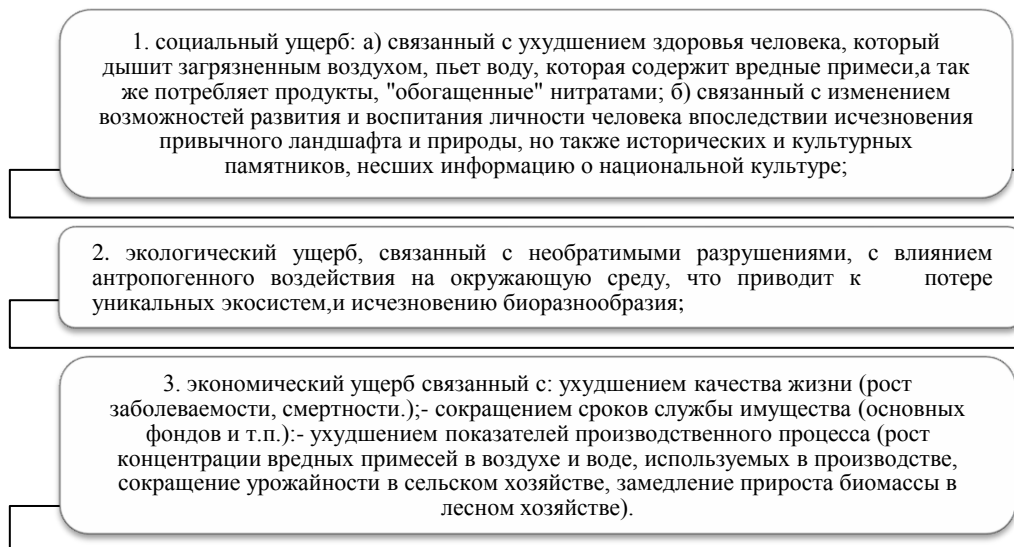 1. социальный ущерб: а) связанный с ухудшением здоровья человека, который
дышит загрязненным воздухом, пьет воду, которая содержит вредные примеси,а так
же потребляет продукты, "обогащенные" нитратами; б) связанный с изменением
возможностей развития и воспитания личности человека впоследствии исчезновения
привычного ландшафта и природы, но также исторических и культурных
памятников, несших информацию о национальной культуре;
2. экологический ущерб, связанный с необратимыми разрушениями, с влиянием
антропогенного воздействия на окружающую среду, что приводит к потере
уникальных экосистем,и исчезновению биоразнообразия;
3. экономический ущерб связанный с: ухудшением качества жизни (рост
заболеваемости, смертности.);- сокращением сроков службы имущества (основных
фондов и т.п.):- ухудшением показателей производственного процесса (рост
концентрации вредных примесей в воздухе и воде, используемых в производстве,
сокращение урожайности в сельском хозяйстве, замедление прироста биомассы в
лесном хозяйстве).